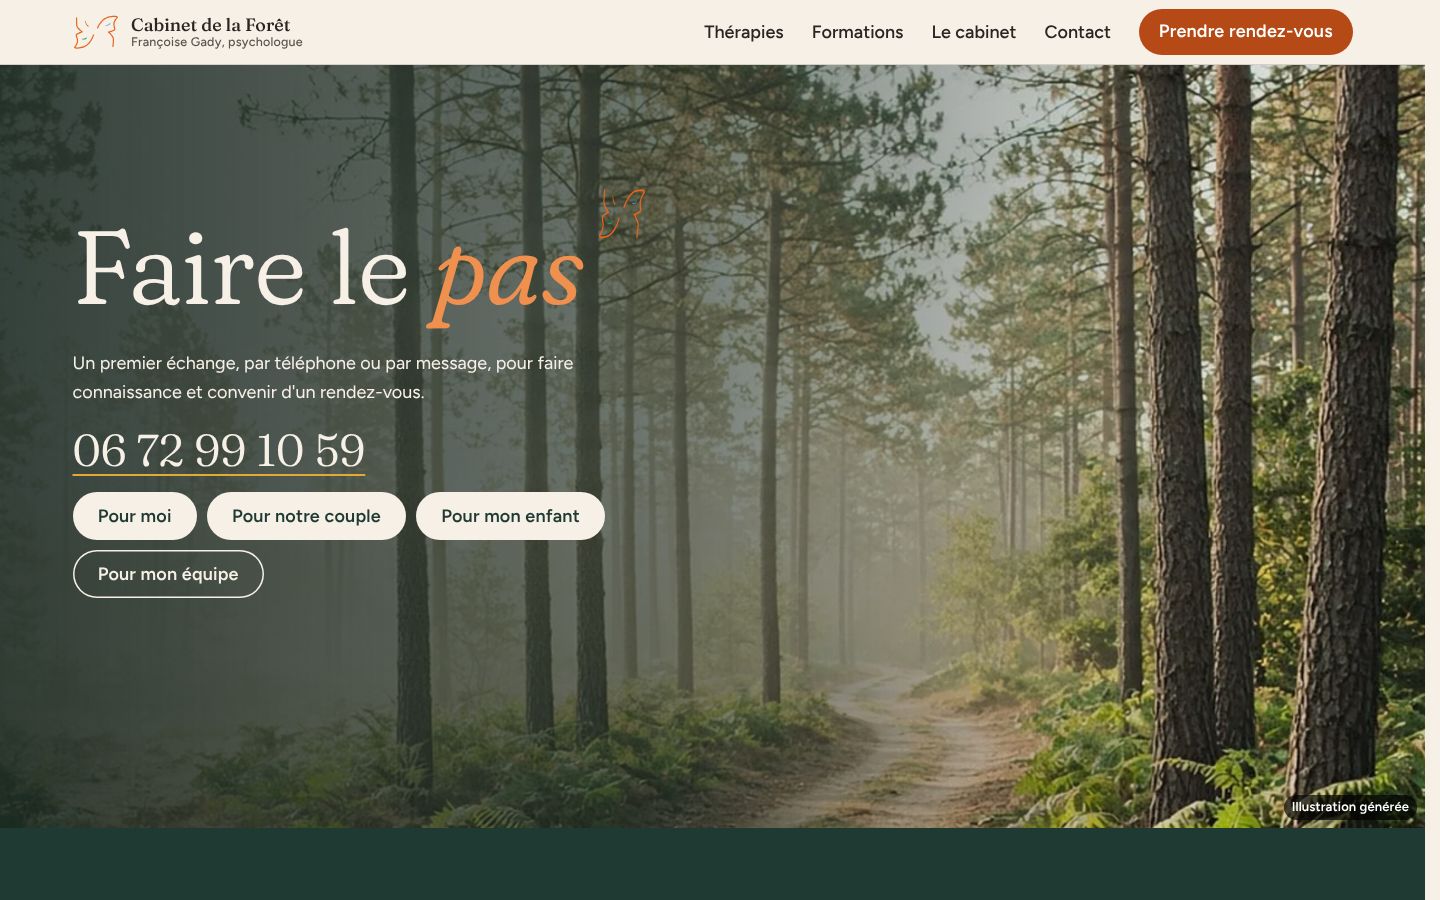 Cabinet de la Forêt
Françoise Gady, psychologue
Thérapies
Formations
Le cabinet
Contact
Prendre rendez-vous
Faire le pas
Un premier échange, par téléphone ou par message, pour faire
connaissance et convenir d'un rendez-vous.
06 72 99 10 59
Pour moi
Pour notre couple
Pour mon enfant
Pour mon équipe
Illustration générée